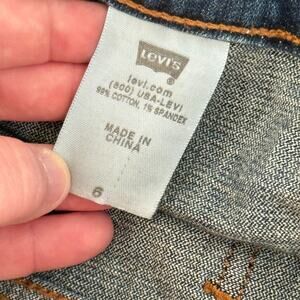 LEVI'S
®
levi.com
(800) USA-LEVI
99% COTTON, 1% SPANDEX
MADE IN
CHINA
6